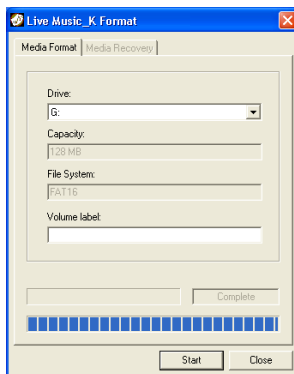 Live Music_K Format
Media Format Media Recovery
Drive:
G:
Capacity:
128 MB
File System:
FAT16
Volume label:
Complete
Start Close